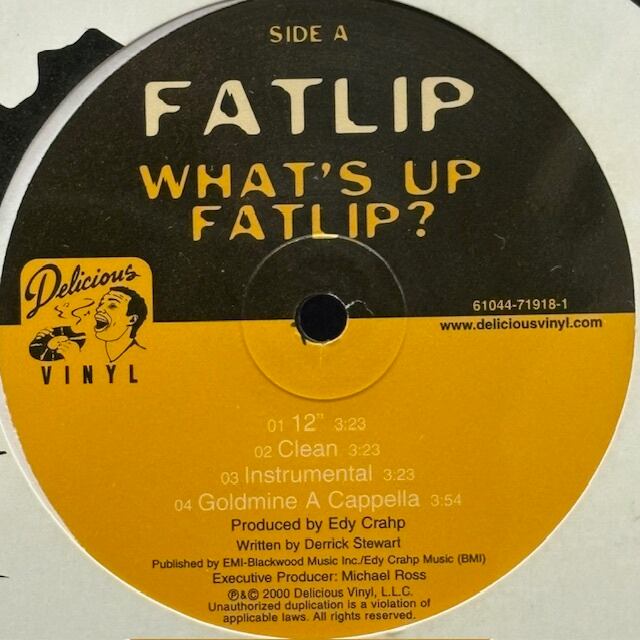 SIDE A
FATLIP
WHAT'S UP
FATLIP?
Delicious
VINYL
61044-71918-1
www.deliciousvinyl.com
01 12" 3:23
02 Clean 3:23
03 Instrumental 3:23
04 Goldmine A Cappella 3:54
Produced by Edy Crahp
Written by Derrick Stewart
Published by EMI-Blackwood Music Inc./Edy Crahp Music (BMI)
Executive Producer: Michael Ross
℗&© 2000 Delicious Vinyl, L.L.C.
Unauthorized duplication is a violation of
applicable laws. All rights reserved.